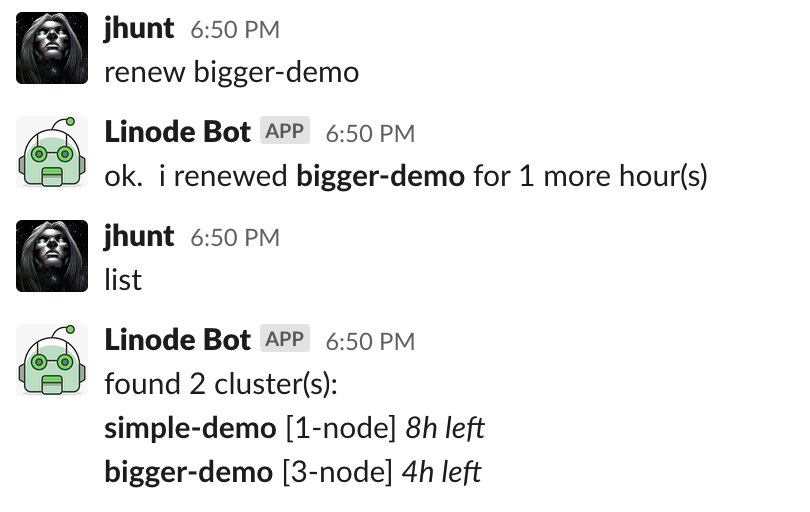 jhunt 6:50 PM
renew bigger-demo
Linode Bot APP 6:50 PM
ok.  i renewed bigger-demo for 1 more hour(s)
jhunt 6:50 PM
list
Linode Bot APP 6:50 PM
found 2 cluster(s):
simple-demo [1-node] 8h left
bigger-demo [3-node] 4h left